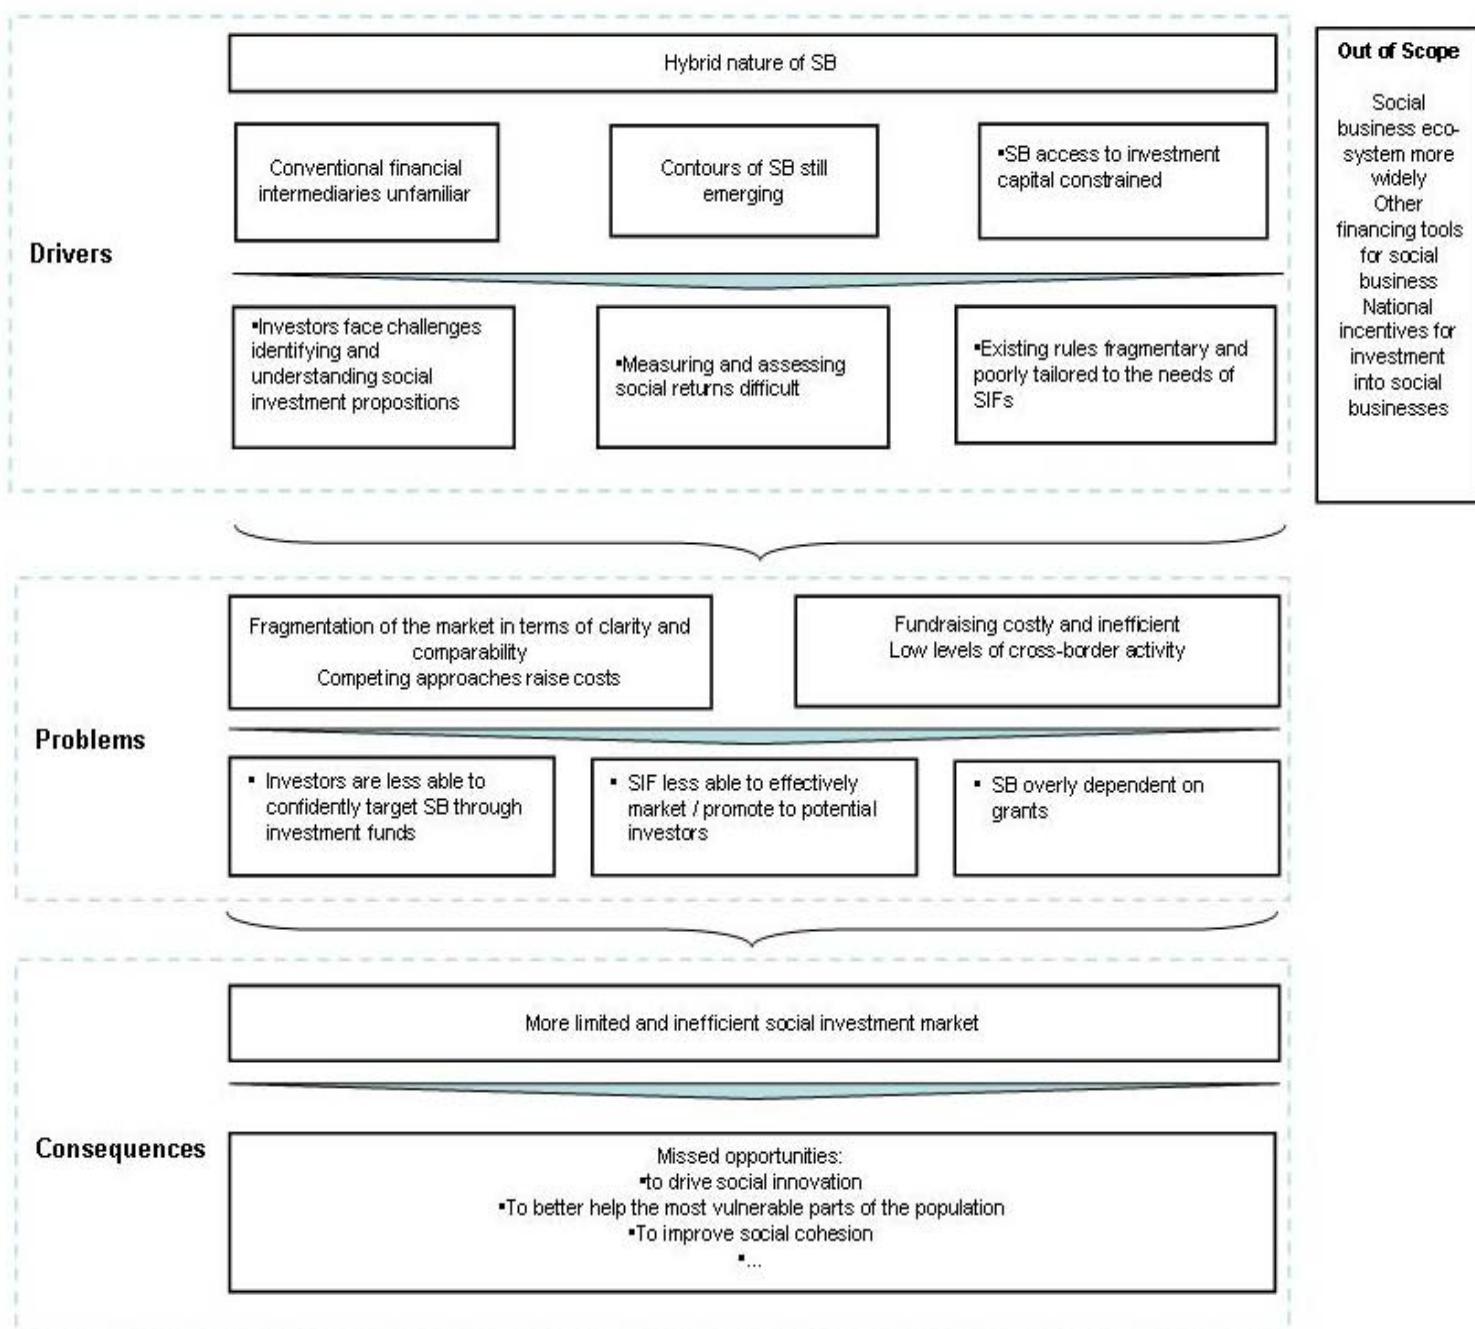 Hybrid nature of SB
Conventional financial
intermediaries unfamiliar
Contours of SB still
emerging
▪SB access to investment
capital constrained
Drivers
▪Investors face challenges
identifying and
understanding social
investment propositions
▪Measuring and assessing
social returns difficult
▪Existing rules fragmentary and
poorly tailored to the needs of
SIFs
Out of Scope
Social
business eco-
system more
widely
Other
financing tools
for social
business
National
incentives for
investment
into social
businesses
Fragmentation of the market in terms of clarity and
comparability
Competing approaches raise costs
Fundraising costly and inefficient
Low levels of cross-border activity
Problems
▪ Investors are less able to
confidently target SB through
investment funds
▪ SIF less able to effectively
market / promote to potential
investors
▪ SB overly dependent on
grants
More limited and inefficient social investment market
Consequences
Missed opportunities:
▪to drive social innovation
▪To better help the most vulnerable parts of the population
▪To improve social cohesion
▪...